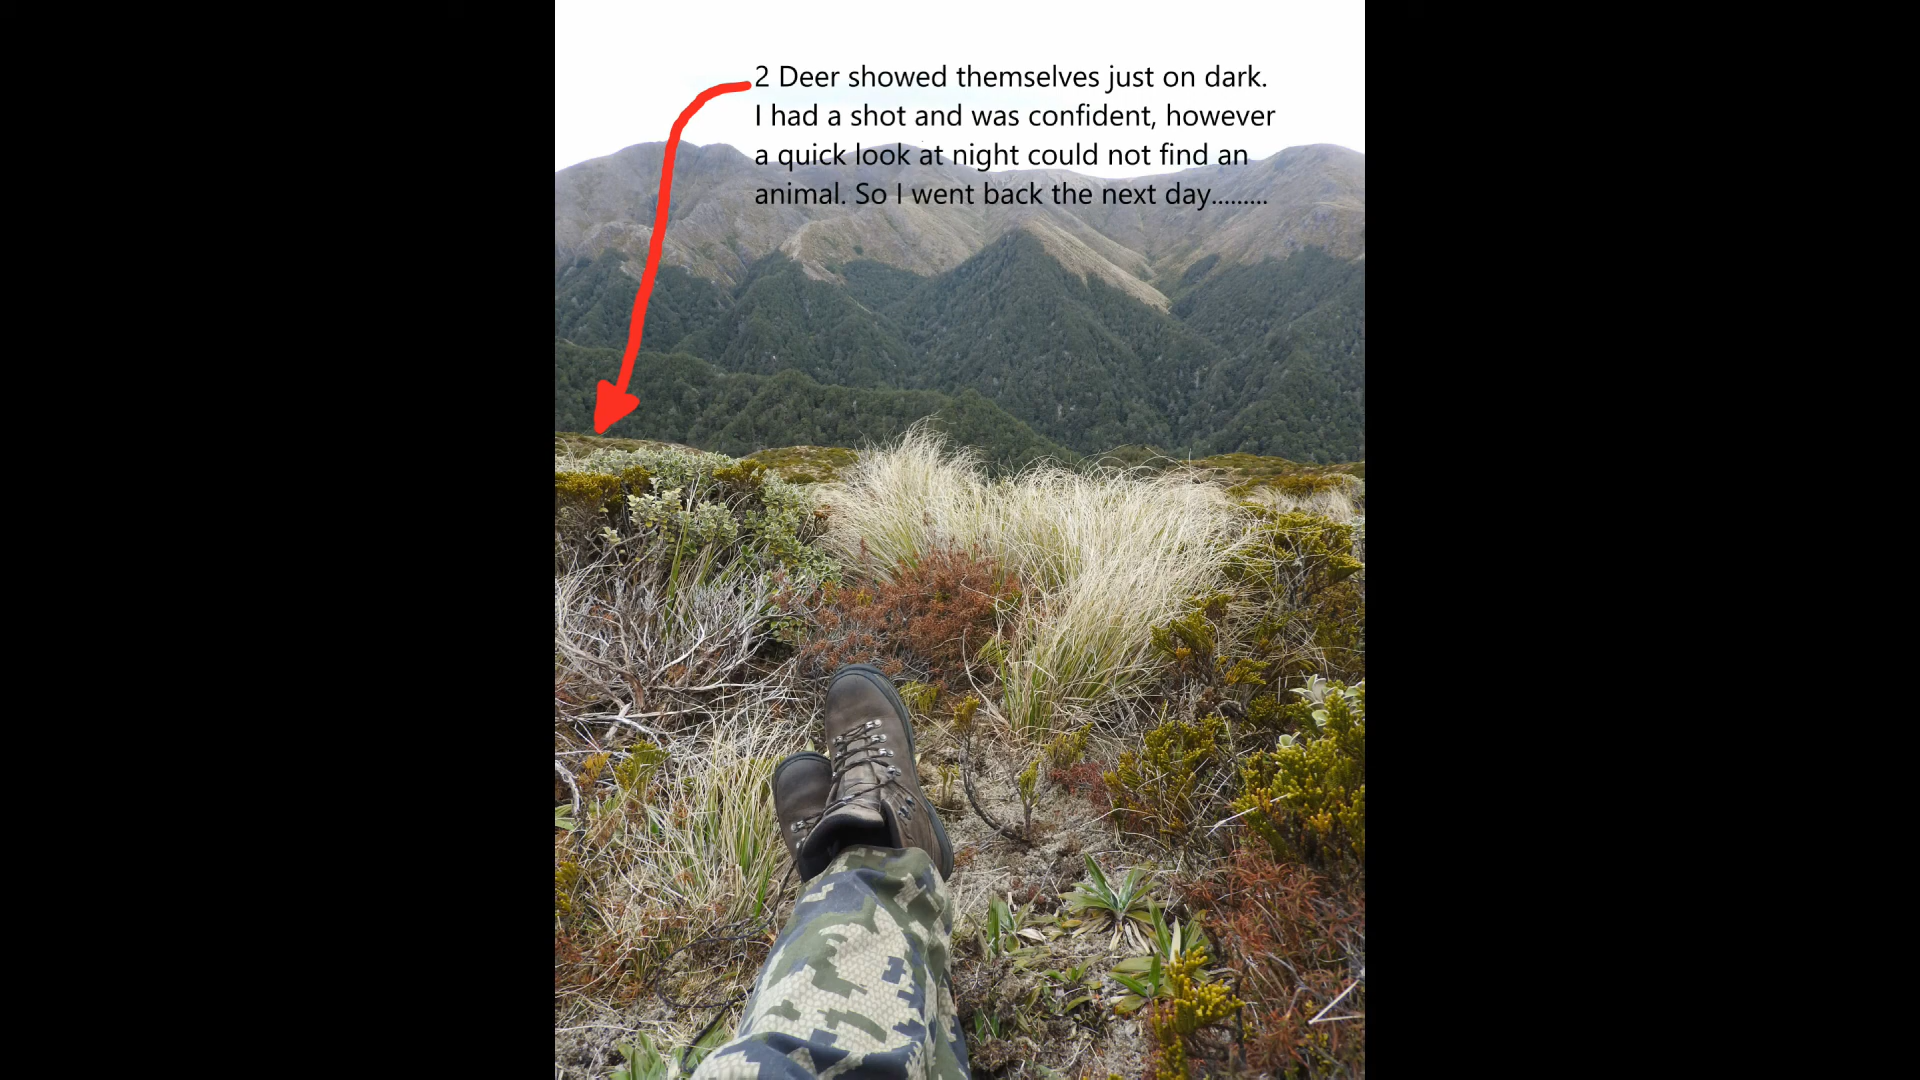 2 Deer showed themselves just on dark.
I had a shot and was confident, however
a quick look at night could not find an
animal. So I went back the next day.........